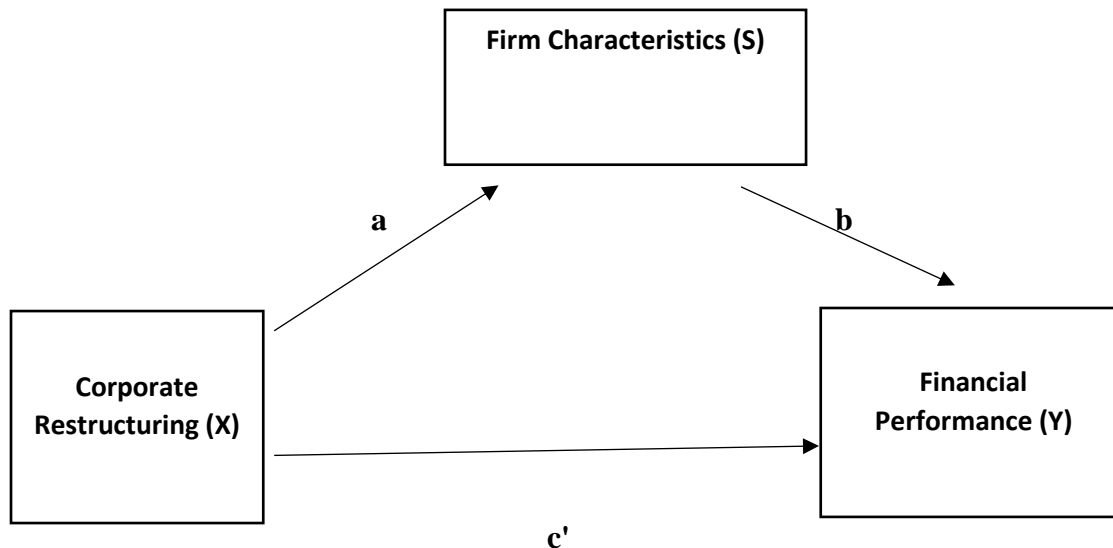 Firm Characteristics (S)
a
b
Corporate
Restructuring (X)
Financial
Performance (Y)
c'